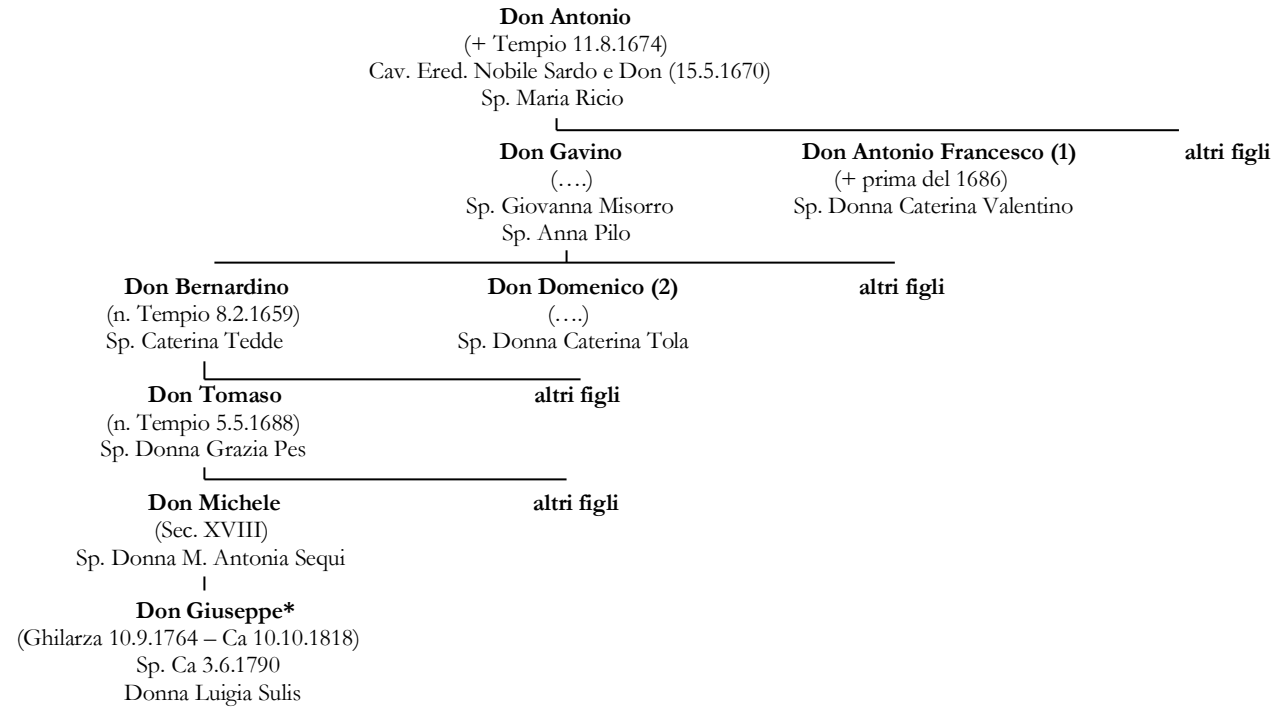 Don Antonio
(+ Tempio 11.8.1674)
Cav. Ered. Nobile Sardo e Don (15.5.1670)
Sp. Maria Ricio
Don Gavino
(….)
Sp. Giovanna Misorro
Sp. Anna Pilo
Don Antonio Francesco (1)
(+ prima del 1686)
Sp. Donna Caterina Valentino
altri figli
Don Bernardino
(n. Tempio 8.2.1659)
Sp. Caterina Tedde
Don Domenico (2)
(….)
Sp. Donna Caterina Tola
altri figli
Don Tomaso
(n. Tempio 5.5.1688)
Sp. Donna Grazia Pes
altri figli
Don Michele
(Sec. XVIII)
Sp. Donna M. Antonia Sequi
altri figli
Don Giuseppe*
(Ghilarza 10.9.1764 – Ca 10.10.1818)
Sp. Ca 3.6.1790
Donna Luigia Sulis